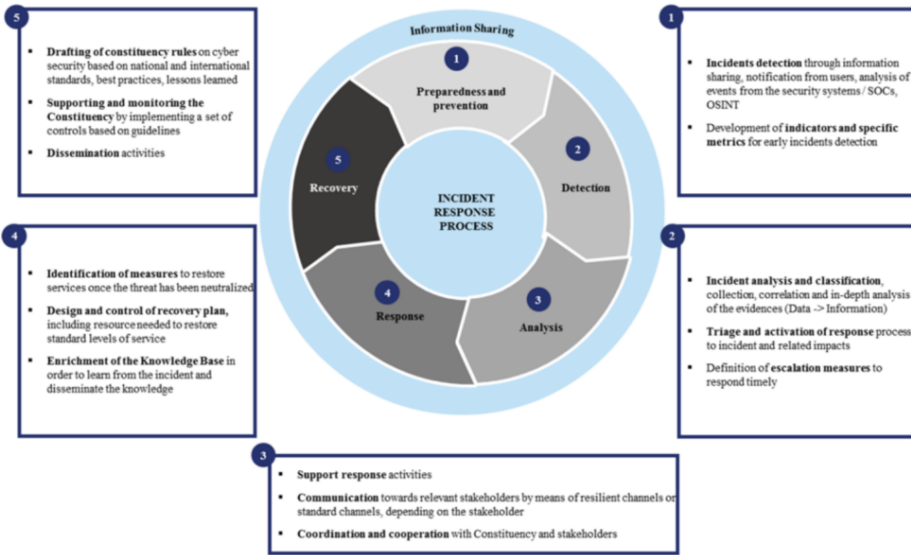 5
Drafting of constituency rules on cyber
security based on national and international
standards, best practices, lessons learned
Supporting and monitoring the
Constituency by implementing a set of
controls based on guidelines
Dissemination activities
Information Sharing
1
Preparedness and
prevention
2
Detection
3
Analysis
4
Response
5
Recovery
INCIDENT
RESPONSE
PROCESS
1
Incidents detection through information
sharing, notification from users, analysis of
events from the security systems / SOCs,
OSINT
Development of indicators and specific
metrics for early incidents detection
4
Identification of measures to restore
services once the threat has been neutralized
Design and control of recovery plan,
including resource needed to restore
standard levels of service
Enrichment of the Knowledge Base in
order to learn from the incident and
disseminate the knowledge
2
Incident analysis and classification,
collection, correlation and in-depth analysis
of the evidences (Data -> Information)
Triage and activation of response process
to incident and related impacts
Definition of escalation measures to
respond timely
3
Support response activities
Communication towards relevant stakeholders by means of resilient channels or
standard channels, depending on the stakeholder
Coordination and cooperation with Constituency and stakeholders